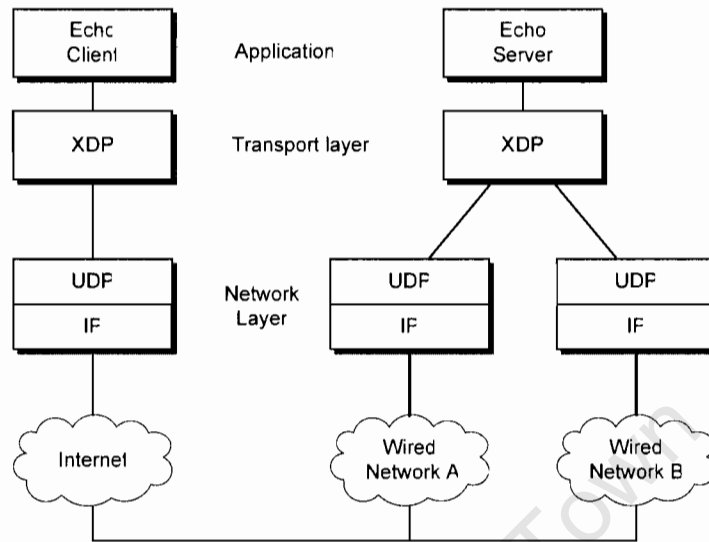 Echo
Client
Application
Echo
Server
XDP
Transport layer
XDP
UDP
IP
Network
Layer
UDP
IP
UDP
IP
Internet
Wired
Network A
Wired
Network B
Town